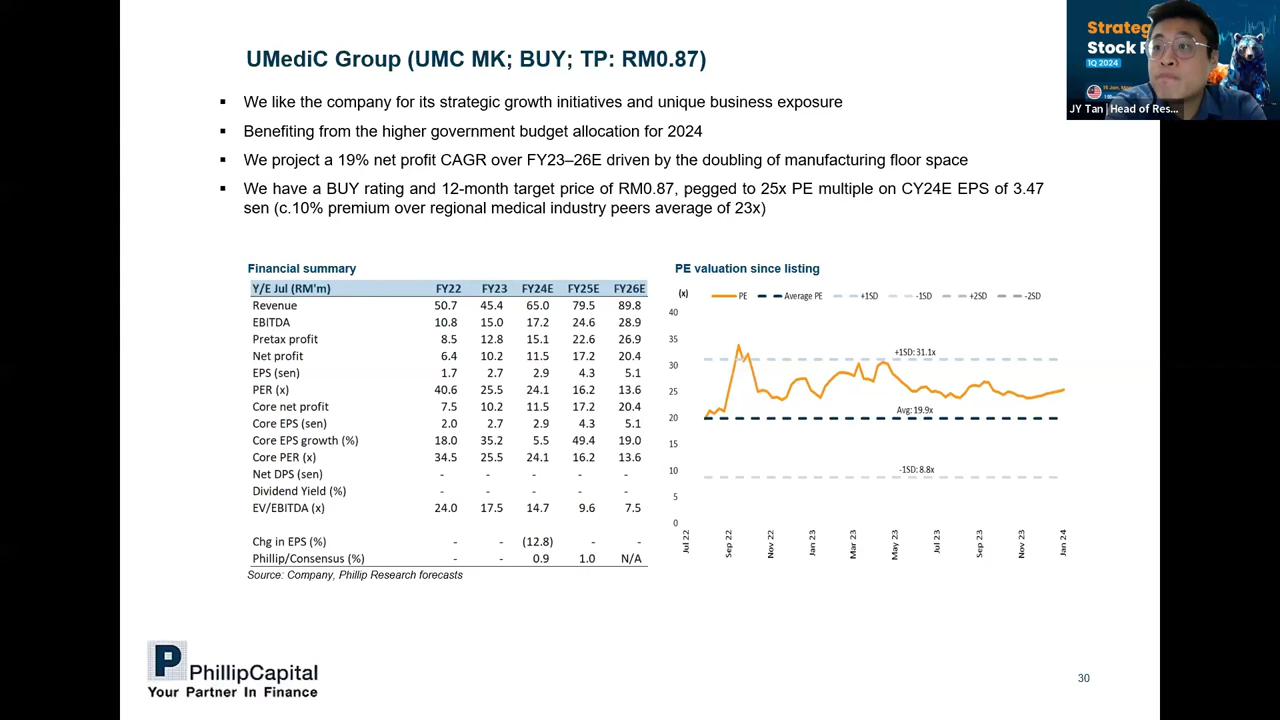 UMediC Group (UMC MK; BUY; TP: RM0.87)
▪ We like the company for its strategic growth initiatives and unique business exposure
▪ Benefiting from the higher government budget allocation for 2024
▪ We project a 19% net profit CAGR over FY23–26E driven by the doubling of manufacturing floor space
▪ We have a BUY rating and 12-month target price of RM0.87, pegged to 25x PE multiple on CY24E EPS of 3.47
sen (c.10% premium over regional medical industry peers average of 23x)
Financial summary
Y/E Jul (RM'm) FY22 FY23 FY24E FY25E FY26E
Revenue 50.7 45.4 65.0 79.5 89.8
EBITDA 10.8 15.0 17.2 24.6 28.9
Pretax profit 8.5 12.8 15.1 22.6 26.9
Net profit 6.4 10.2 11.5 17.2 20.4
EPS (sen) 1.7 2.7 2.9 4.3 5.1
PER (x) 40.6 25.5 24.1 16.2 13.6
Core net profit 7.5 10.2 11.5 17.2 20.4
Core EPS (sen) 2.0 2.7 2.9 4.3 5.1
Core EPS growth (%) 18.0 35.2 5.5 49.4 19.0
Core PER (x) 34.5 25.5 24.1 16.2 13.6
Net DPS (sen) - - - - -
Dividend Yield (%) - - - - -
EV/EBITDA (x) 24.0 17.5 14.7 9.6 7.5
Chg in EPS (%) - - (12.8) - -
Phillip/Consensus (%) - - 0.9 1.0 N/A
Source: Company, Phillip Research forecasts
PE valuation since listing
(x)
PE Average PE +1SD -1SD +2SD -2SD
40
35
30
25
20
15
10
5
0
+1SD: 31.1x
Avg: 19.9x
-1SD: 8.8x
Jul 22 Sep 22 Nov 22 Jan 23 Mar 23 May 23 Jul 23 Sep 23 Nov 23 Jan 24
PhillipCapital
Your Partner In Finance
30
Strateg
Stock P
1Q 2024
JY Tan | Head of Res...